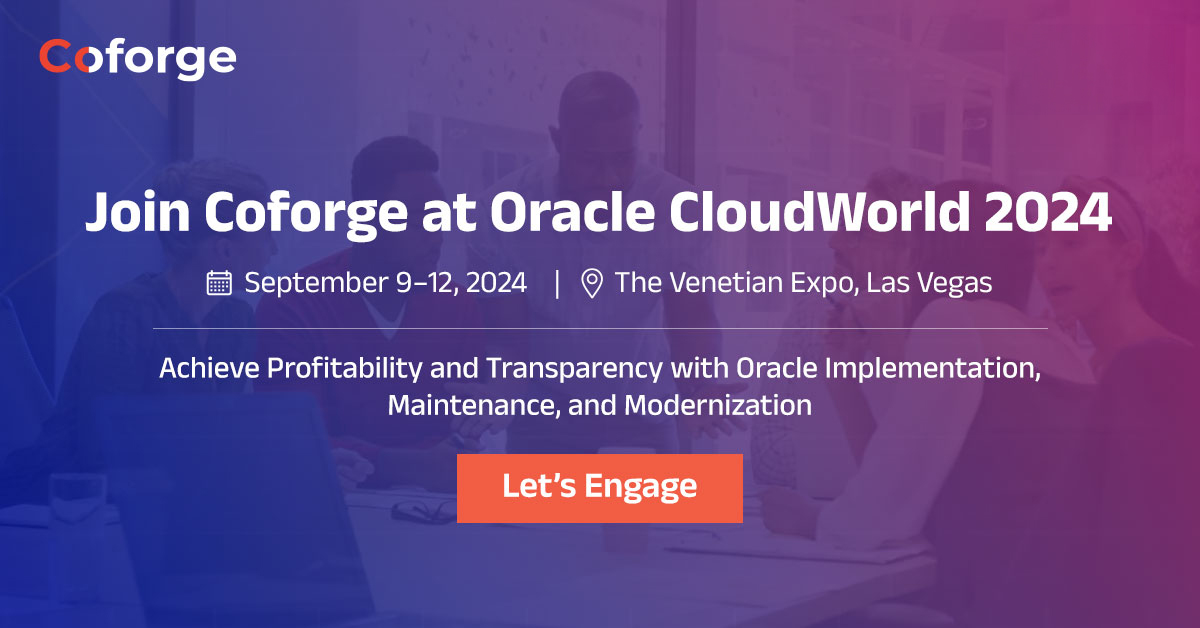 Coforge
Join Coforge at Oracle CloudWorld 2024
September 9–12, 2024 | The Venetian Expo, Las Vegas
Achieve Profitability and Transparency with Oracle Implementation,
Maintenance, and Modernization
Let's Engage